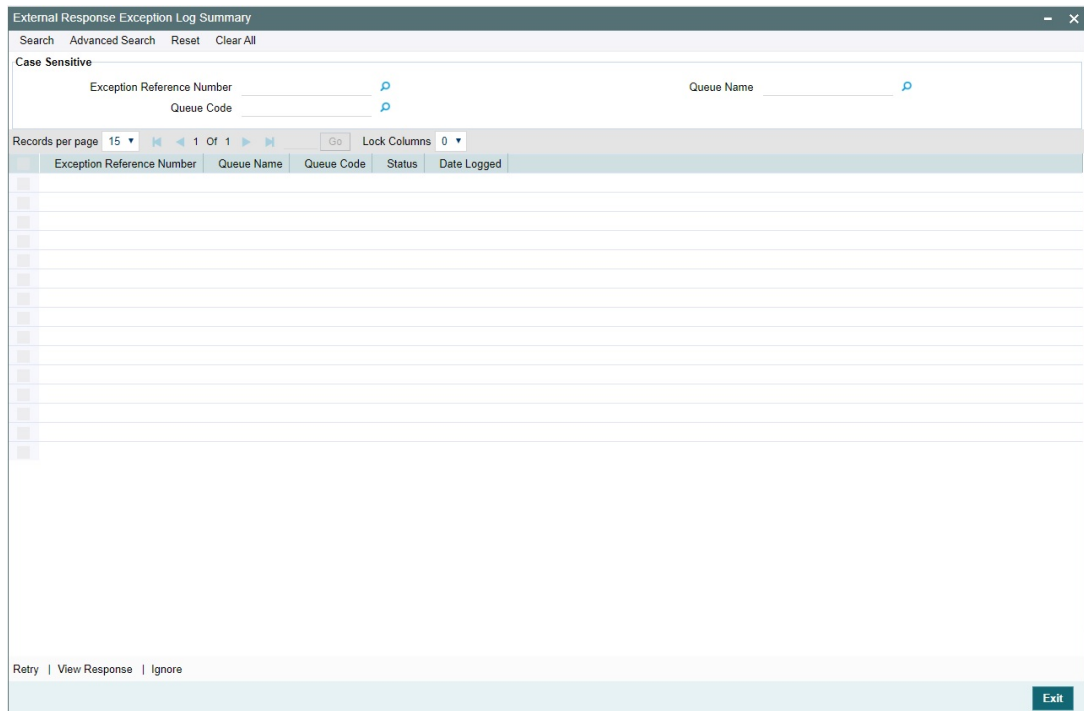 External Response Exception Log Summary
Search Advanced Search Reset Clear All
Case Sensitive
Exception Reference Number Queue Name
Queue Code
Records per page 15 1 Of 1 Go Lock Columns 0
Exception Reference Number Queue Name Queue Code Status Date Logged
Retry | View Response | Ignore
Exit